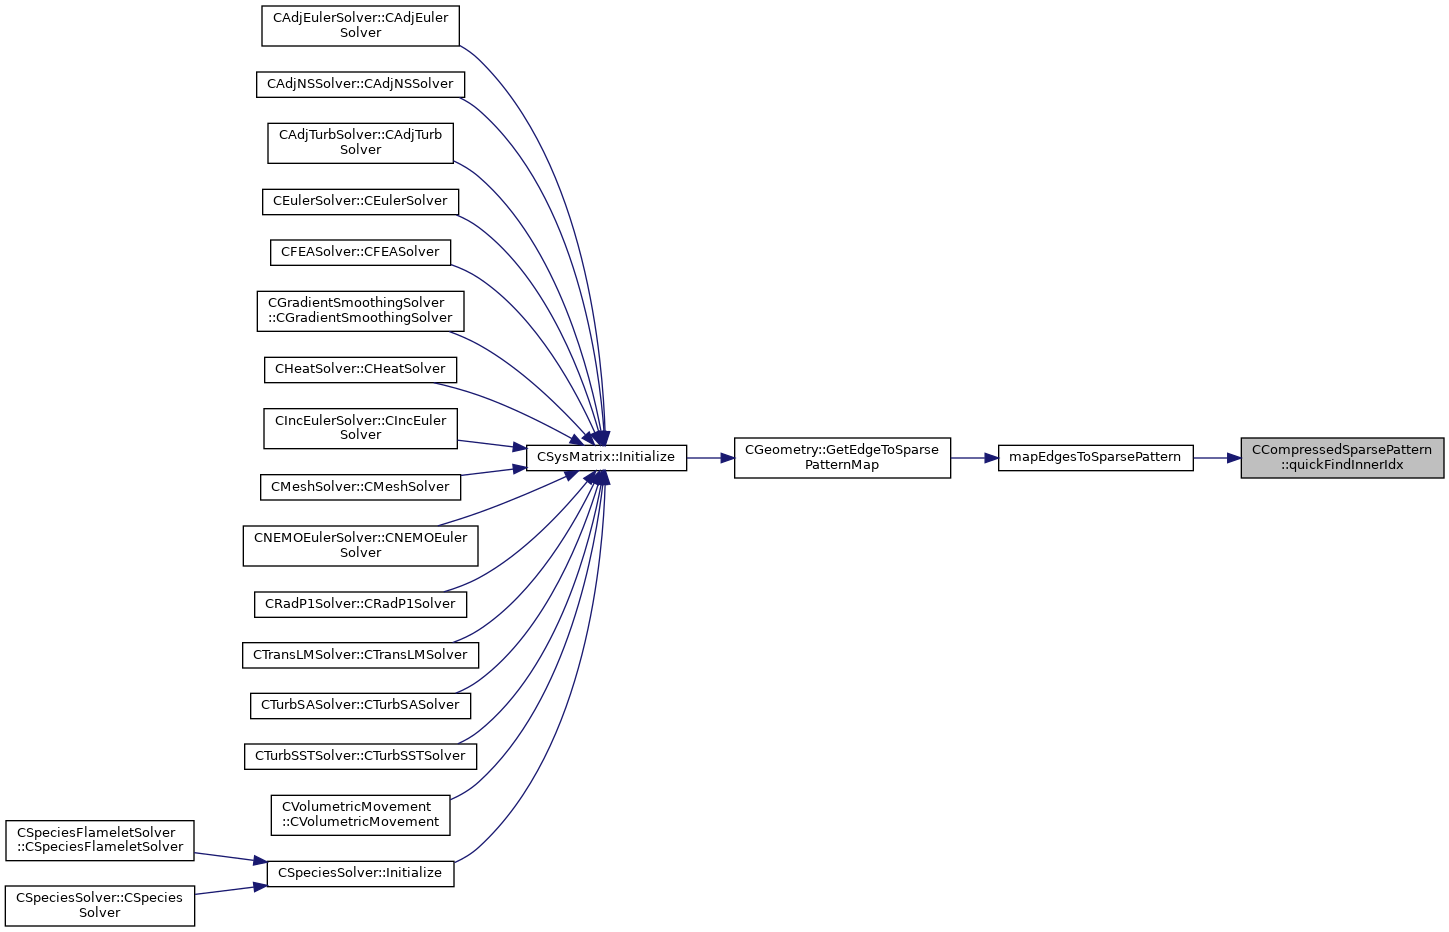 CAdjEulerSolver::CAdjEuler
Solver
CAdjNSSolver::CAdjNSSolver
CAdjTurbSolver::CAdjTurb
Solver
CEulerSolver::CEulerSolver
CFEASolver::CFEASolver
CGradientSmoothingSolver
::CGradientSmoothingSolver
CHeatSolver::CHeatSolver
CIncEulerSolver::CIncEuler
Solver
CMeshSolver::CMeshSolver
CNEMOEulerSolver::CNEMOEuler
Solver
CRadP1Solver::CRadP1Solver
CTransLMSolver::CTransLMSolver
CTurbSASolver::CTurbSASolver
CTurbSSTSolver::CTurbSSTSolver
CVolumetricMovement
::CVolumetricMovement
CSpeciesFlameletSolver
::CSpeciesFlameletSolver
CSpeciesSolver::CSpecies
Solver
CSpeciesSolver::Initialize
CSysMatrix::Initialize
CGeometry::GetEdgeToSparse
PatternMap
mapEdgesToSparsePattern
CCompressedSparsePattern
::quickFindInnerIdx